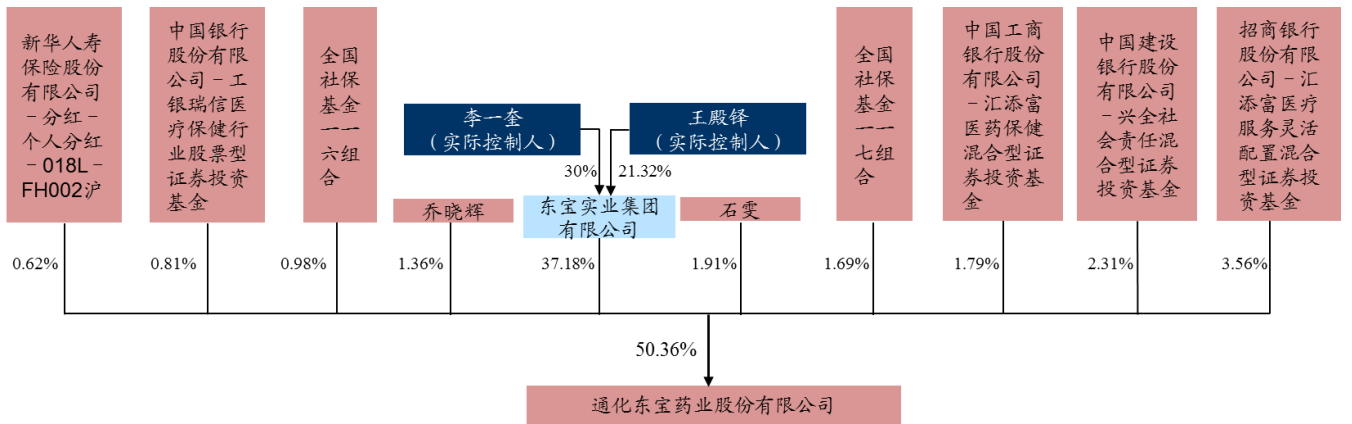 新华人寿
保险股份
有限公司
-分红-
个人分红
-018L-
FH002沪
中国银行
股份有限
公司-工
银瑞信医
疗保健行
业股票型
证券投资
基金
全国
社保
基金
一一
六组
合
李一奎
（实际控制人）
王殿铎
（实际控制人）
30%
21.32%
乔晓辉
东宝实业集团
有限公司
石雯
全国
社保
基金
一一
七组
合
中国工商
银行股份
有限公司
-汇添富
医药保健
混合型证
券投资基
金
中国建设
银行股份
有限公司
-兴全社
会责任混
合型证券
投资基金
招商银行
股份有限
公司-汇
添富医疗
服务灵活
配置混合
型证券投
资基金
0.62%
0.81%
0.98%
1.36%
37.18%
1.91%
1.69%
1.79%
2.31%
3.56%
50.36%
通化东宝药业股份有限公司